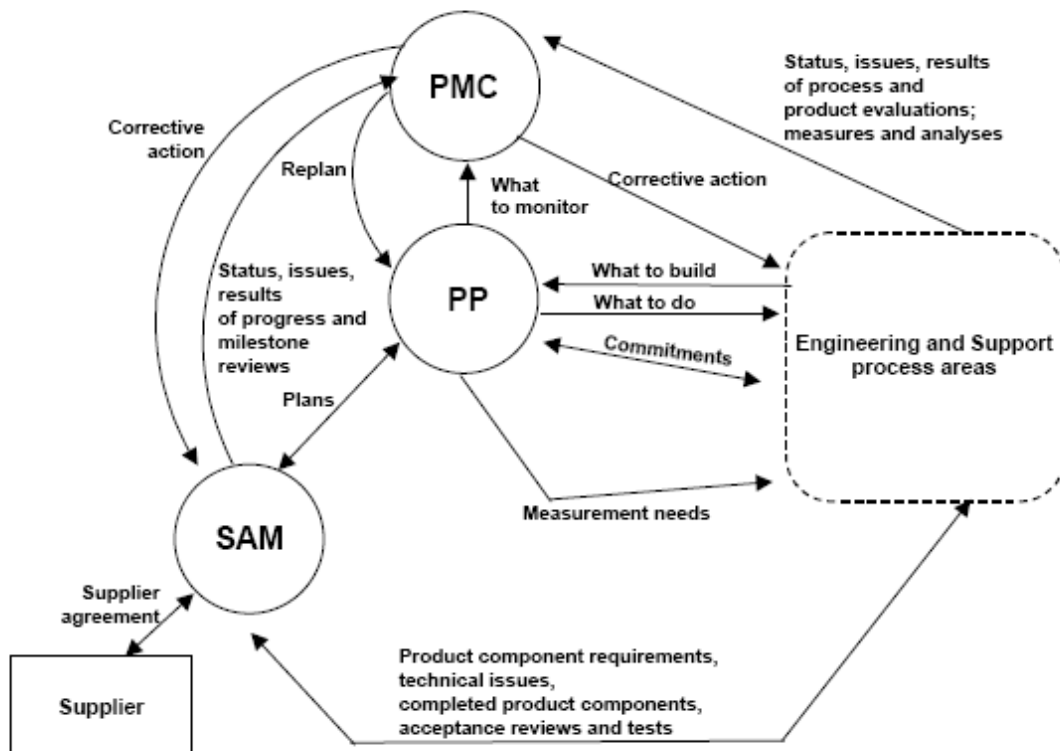 PMC
Status, issues, results
of process and
product evaluations;
measures and analyses
Corrective
action
Replan
What
to monitor
Corrective action
Status, issues,
results
of progress and
milestone
reviews
PP
What to build
What to do
Commitments
Engineering and Support
process areas
Plans
Measurement needs
SAM
Supplier
agreement
Supplier
Product component requirements,
technical issues,
completed product components,
acceptance reviews and tests